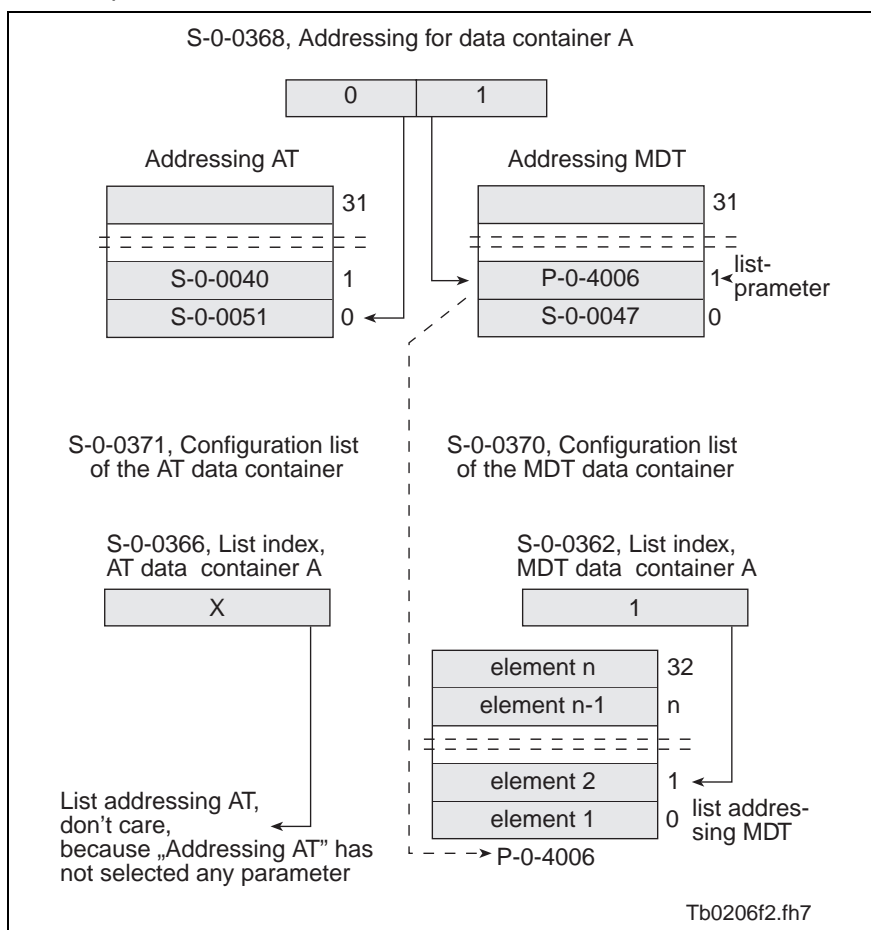 S-0-0368, Addressing for data container A
0 1
Addressing AT
31
S-0-0040 1
S-0-0051 0
Addressing MDT
31
P-0-4006 1
S-0-0047 0
list-
prameter
S-0-0371, Configuration list
of the AT data container
S-0-0370, Configuration list
of the MDT data container
S-0-0366, List index,
AT data container A
X
S-0-0362, List index,
MDT data container A
1
element n 32
element n-1 n
element 2 1
element 1 0
list addres-
sing MDT
P-0-4006
List addressing AT,
don't care,
because „Addressing AT” has
not selected any parameter
Tb0206f2.fh7